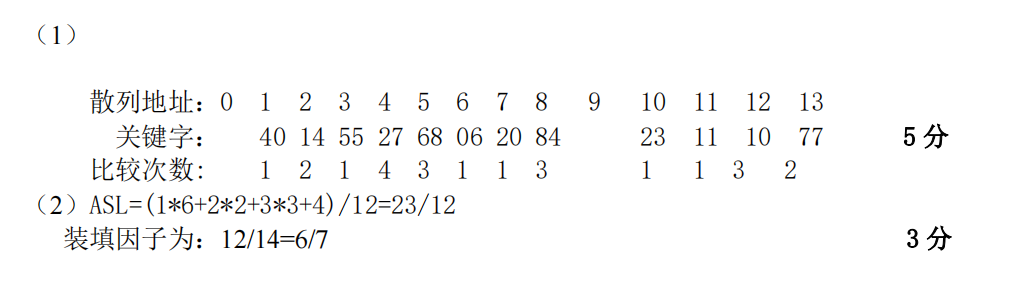 （1）
散列地址：0 1 2 3 4 5 6 7 8 9 10 11 12 13
关键字： 40 14 55 27 68 06 20 84 23 11 10 77 5 分
比较次数: 1 2 1 4 3 1 1 3 1 1 3 2
（2）ASL=(1*6+2*2+3*3+4)/12=23/12
装填因子为：12/14=6/7 3 分